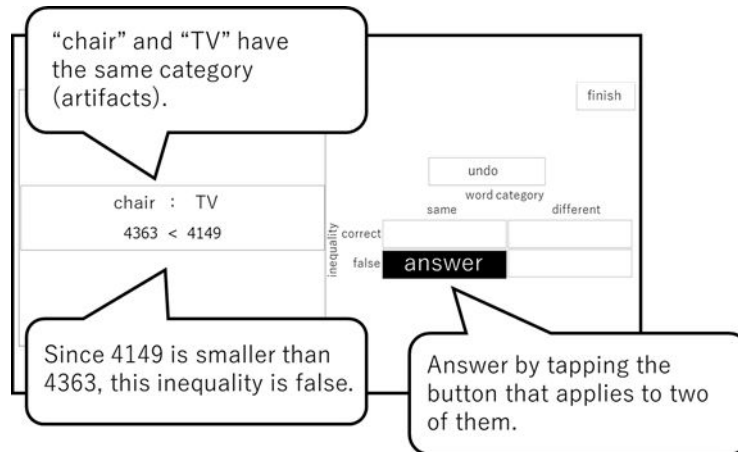 “chair” and “TV” have
the same category
(artifacts).
finish
undo
word category
same different
chair : TV
4363 < 4149
inequality
correct
false answer
Since 4149 is smaller than
4363, this inequality is false.
Answer by tapping the
button that applies to two
of them.